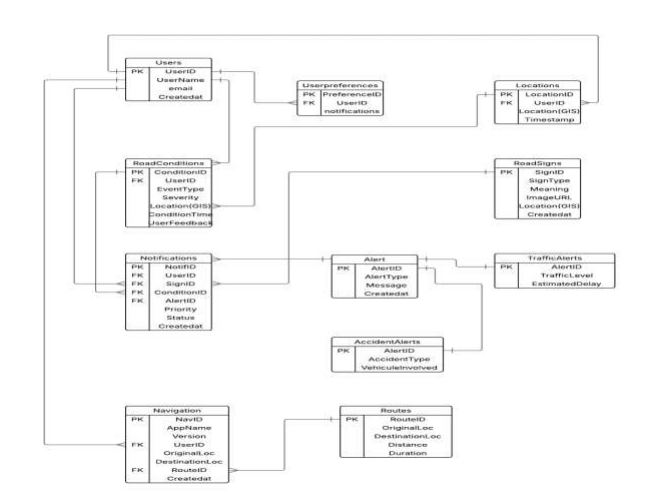 Users
PK UserID
UserName
email
Createdat
Userpreferences
PK PreferenceID
FK UserID
notifications
Locations
PK LocationID
FK UserID
Location(GIS)
Timestamp
RoadConditions
PK ConditionID
FK UserID
EventType
Severity
Location(GIS)
ConditionTime
UserFeedback
RoadSigns
PK SignID
SignType
Meaning
ImageURL
Location(GIS)
Createdat
Notifications
PK NotifID
FK UserID
FK SignID
FK ConditionID
FK AlertID
Priority
Status
Createdat
Alert
PK AlertID
AlertType
Message
Createdat
TrafficAlerts
PK AlertID
TrafficLevel
EstimatedDelay
AccidentAlerts
PK AlertID
AccidentType
VehiculeInvolved
Navigation
PK NavID
AppName
Version
FK UserID
OriginalLoc
DestinationLoc
FK RouteID
Createdat
Routes
PK RouteID
OriginalLoc
DestinationLoc
Distance
Duration